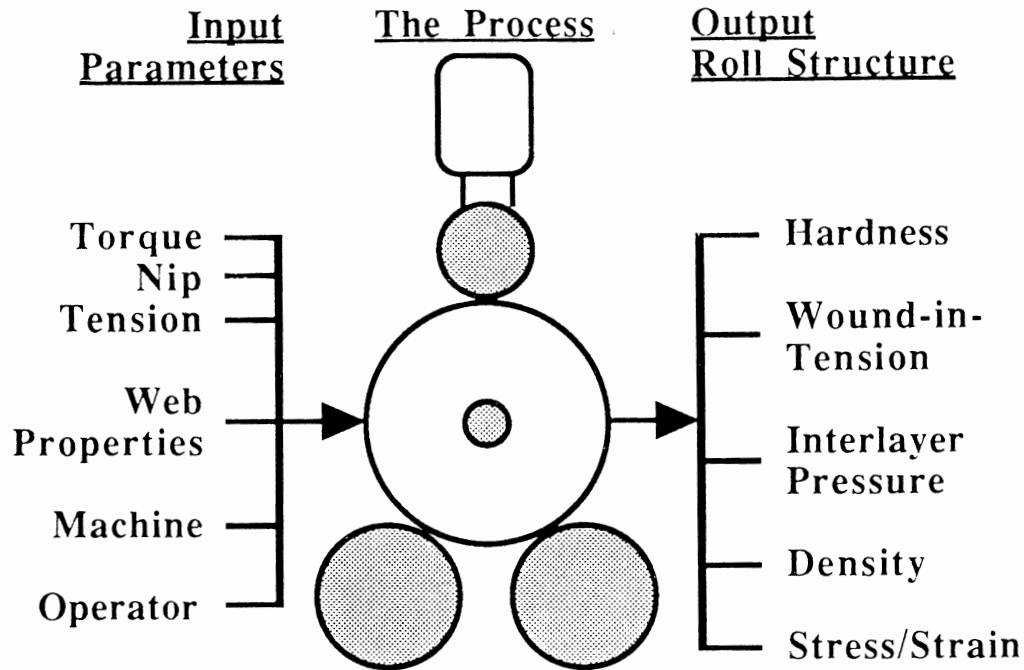 Input
Parameters
The Process
Output
Roll Structure
Torque
Nip
Tension
Web
Properties
Machine
Operator
Hardness
Wound-in-
Tension
Interlayer
Pressure
Density
Stress/Strain